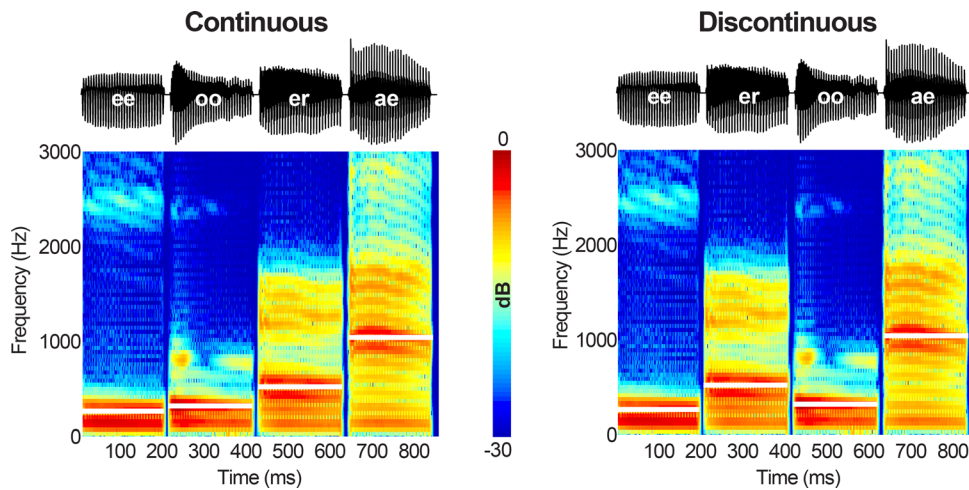 Continuous
ee oo er ae
3000
2000
1000
0
Frequency (Hz)
100 200 300 400 500 600 700 800
Time (ms)
0
dB
-30
Discontinuous
ee er oo ae
3000
2000
1000
0
Frequency (Hz)
100 200 300 400 500 600 700 800
Time (ms)